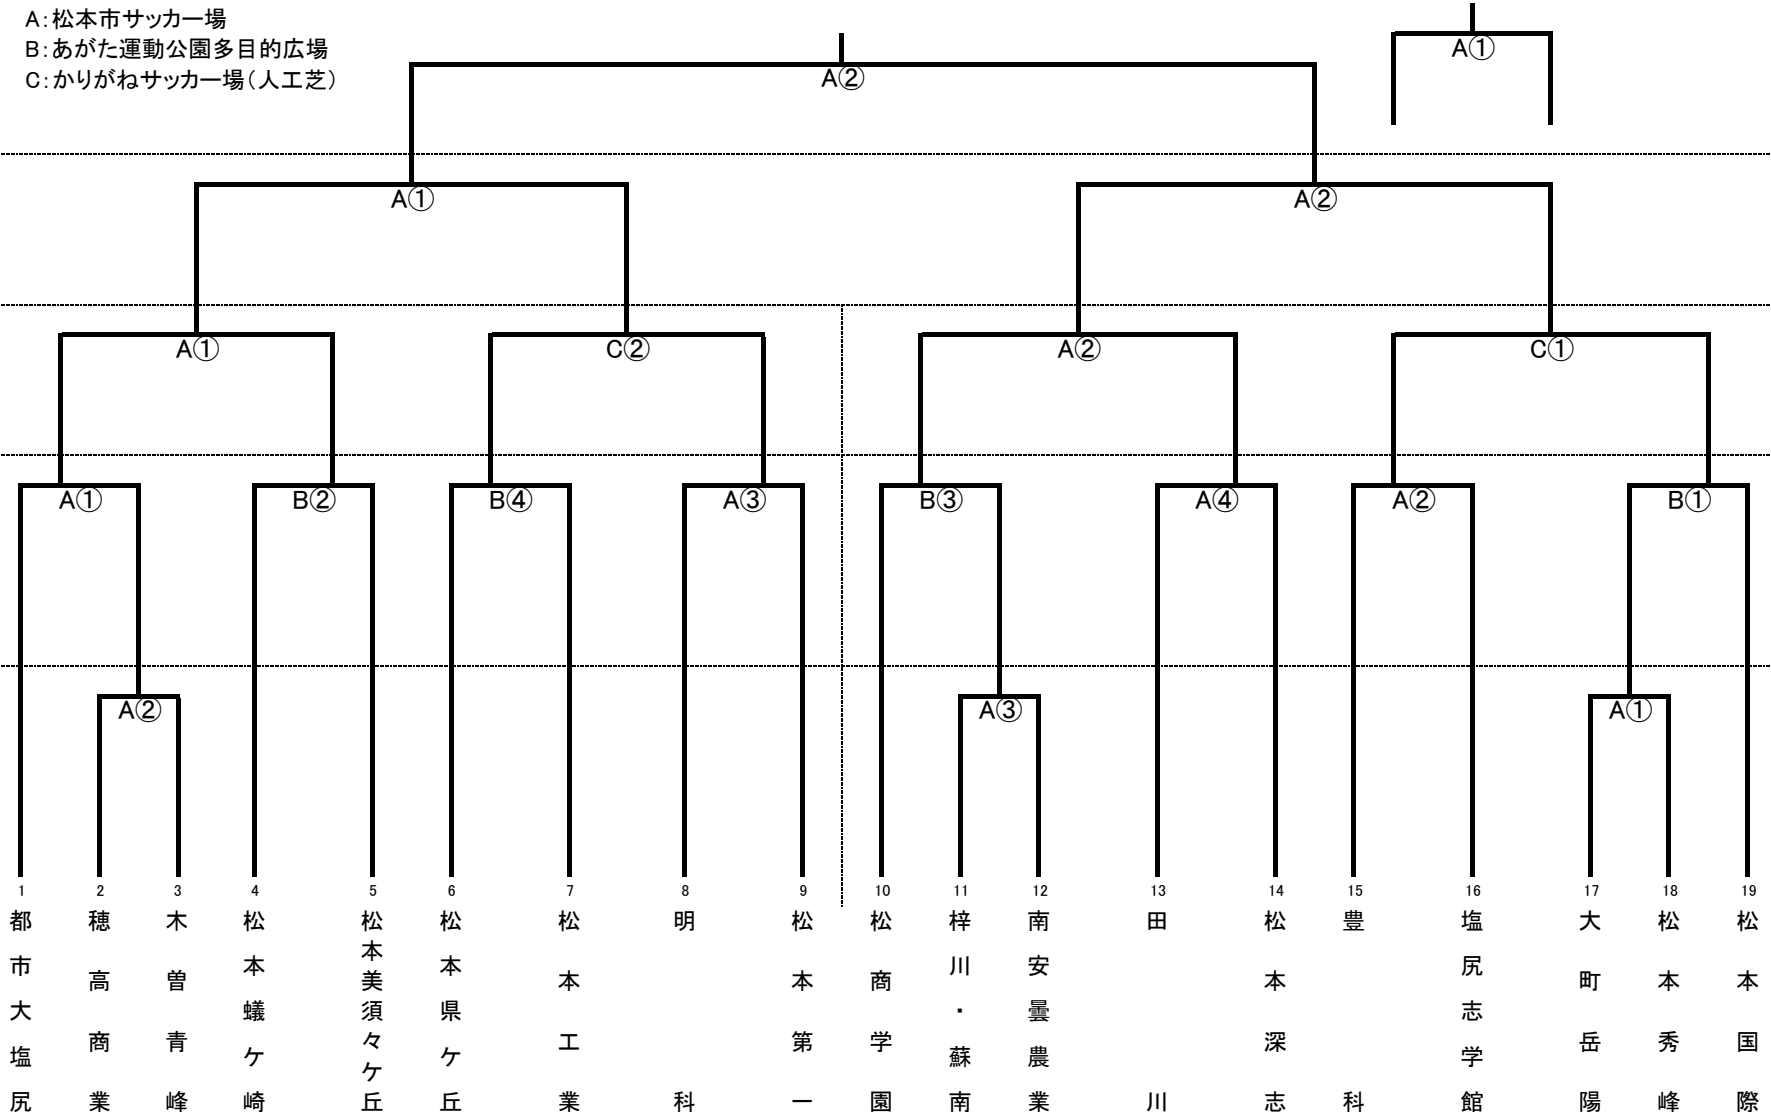 A：松本市サッカー場
B：あがた運動公園多目的広場
C：かりがねサッカー場（人工芝）
A①
A②
A①
A②
A①
C②
A②
C①
A①
B②
B④
A③
B③
A④
A②
B①
A②
A③
A①
1
2
3
4
5
6
7
8
9
10
11
12
13
14
15
16
17
18
19
都市大塩尻
穂高商業
木曽青峰
松本蟻ケ崎
松本美須々ケ丘
松本県ケ丘
松本工業
明科
松本第一
松商学園
梓川・蘇南
南安曇農業
田川
松本深志
豊科
塩尻志学館
大町岳陽
松本秀峰
松本国際